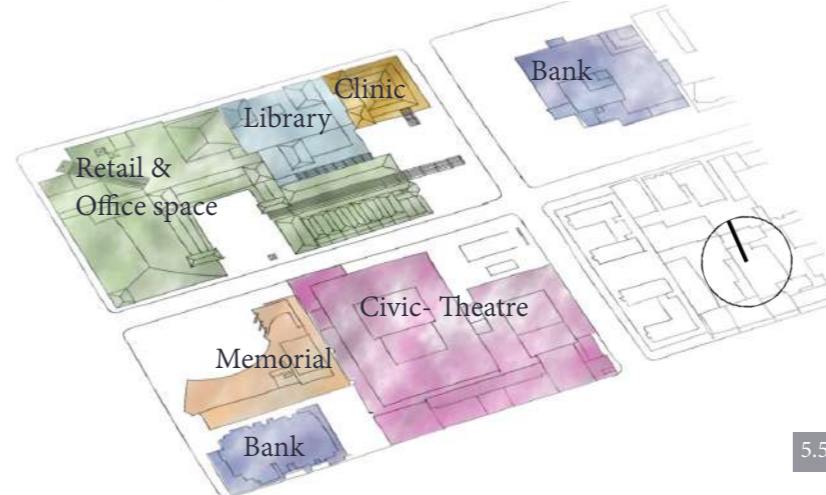 Clinic
Bank
Library
Retail &
Office space
Civic- Theatre
Memorial
Bank
5.5